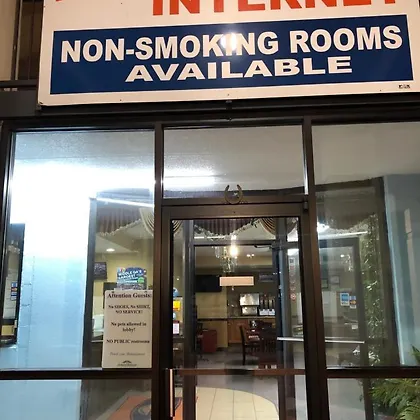 INTERNET
NON-SMOKING ROOMS
AVAILABLE
Attention Guests:
No SHOES, No SHIRT,
NO SERVICE!
No pets allowed in
lobby!
NO PUBLIC restrooms